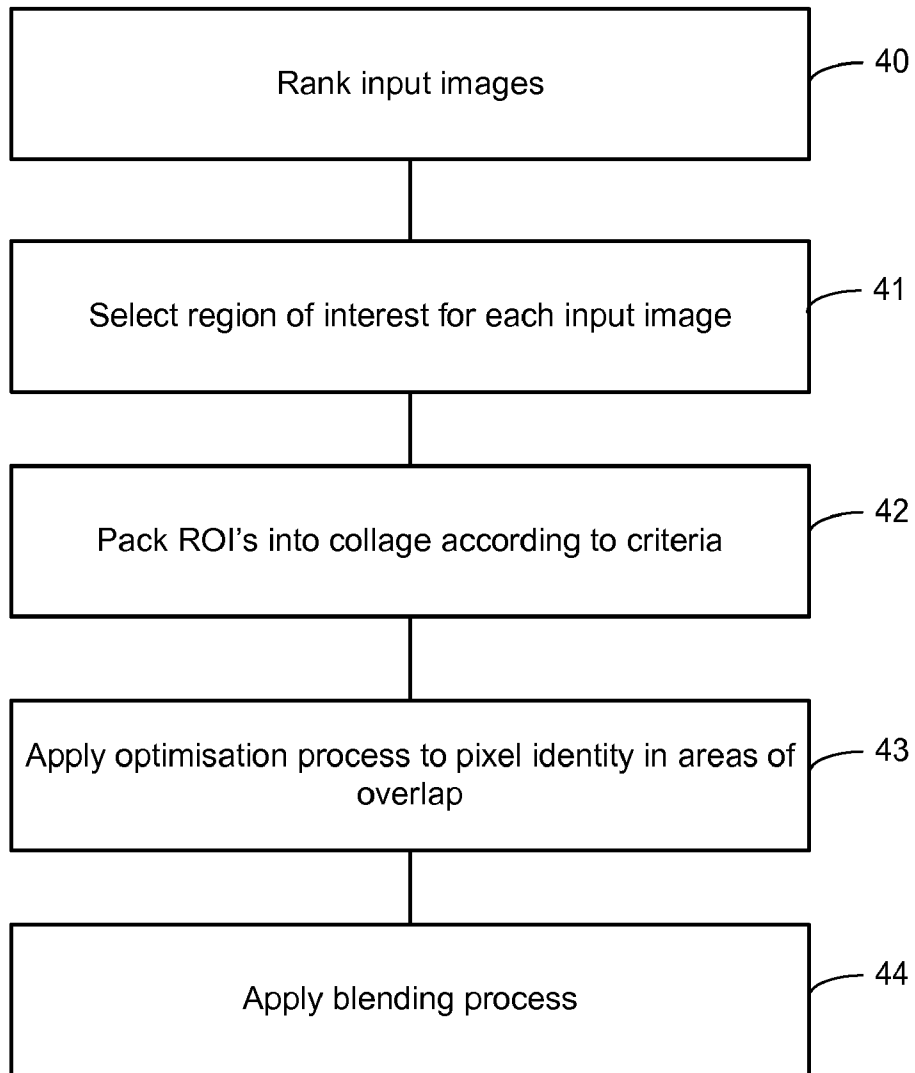 Rank input images
40
Select region of interest for each input image
41
Pack ROI's into collage according to criteria
42
Apply optimisation process to pixel identity in areas of
overlap
43
Apply blending process
44